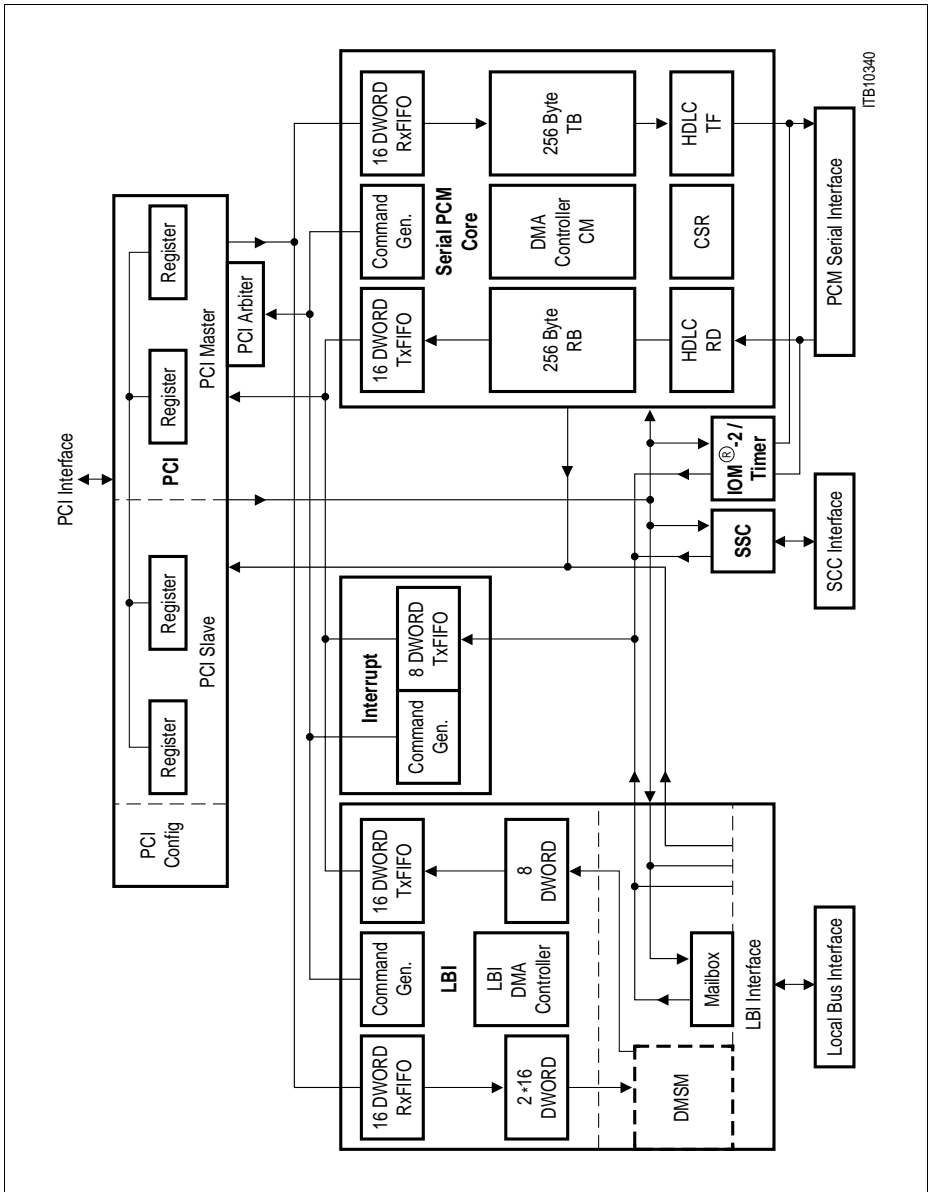 PCI Interface
PCI
Config
Register
PCI Slave
Register
PCI
Register
PCI Master
Register
PCI Arbiter
LBI
16 DWORD
RxFIFO
Command
Gen.
16 DWORD
TxFIFO
2*16
DWORD
LBI
DMA
Controller
8
DWORD
DMSM
Mailbox
LBI Interface
Local Bus Interface
Interrupt
Command
Gen.
8 DWORD
TxFIFO
SSC
SCC Interface
IOM®-2 /
Timer
16 DWORD
TxFIFO
Command
Gen.
16 DWORD
RxFIFO
Serial PCM
Core
256 Byte
RB
DMA
Controller
CM
256 Byte
TB
HDLC
RD
CSR
HDLC
TF
PCM Serial Interface
ITB10340